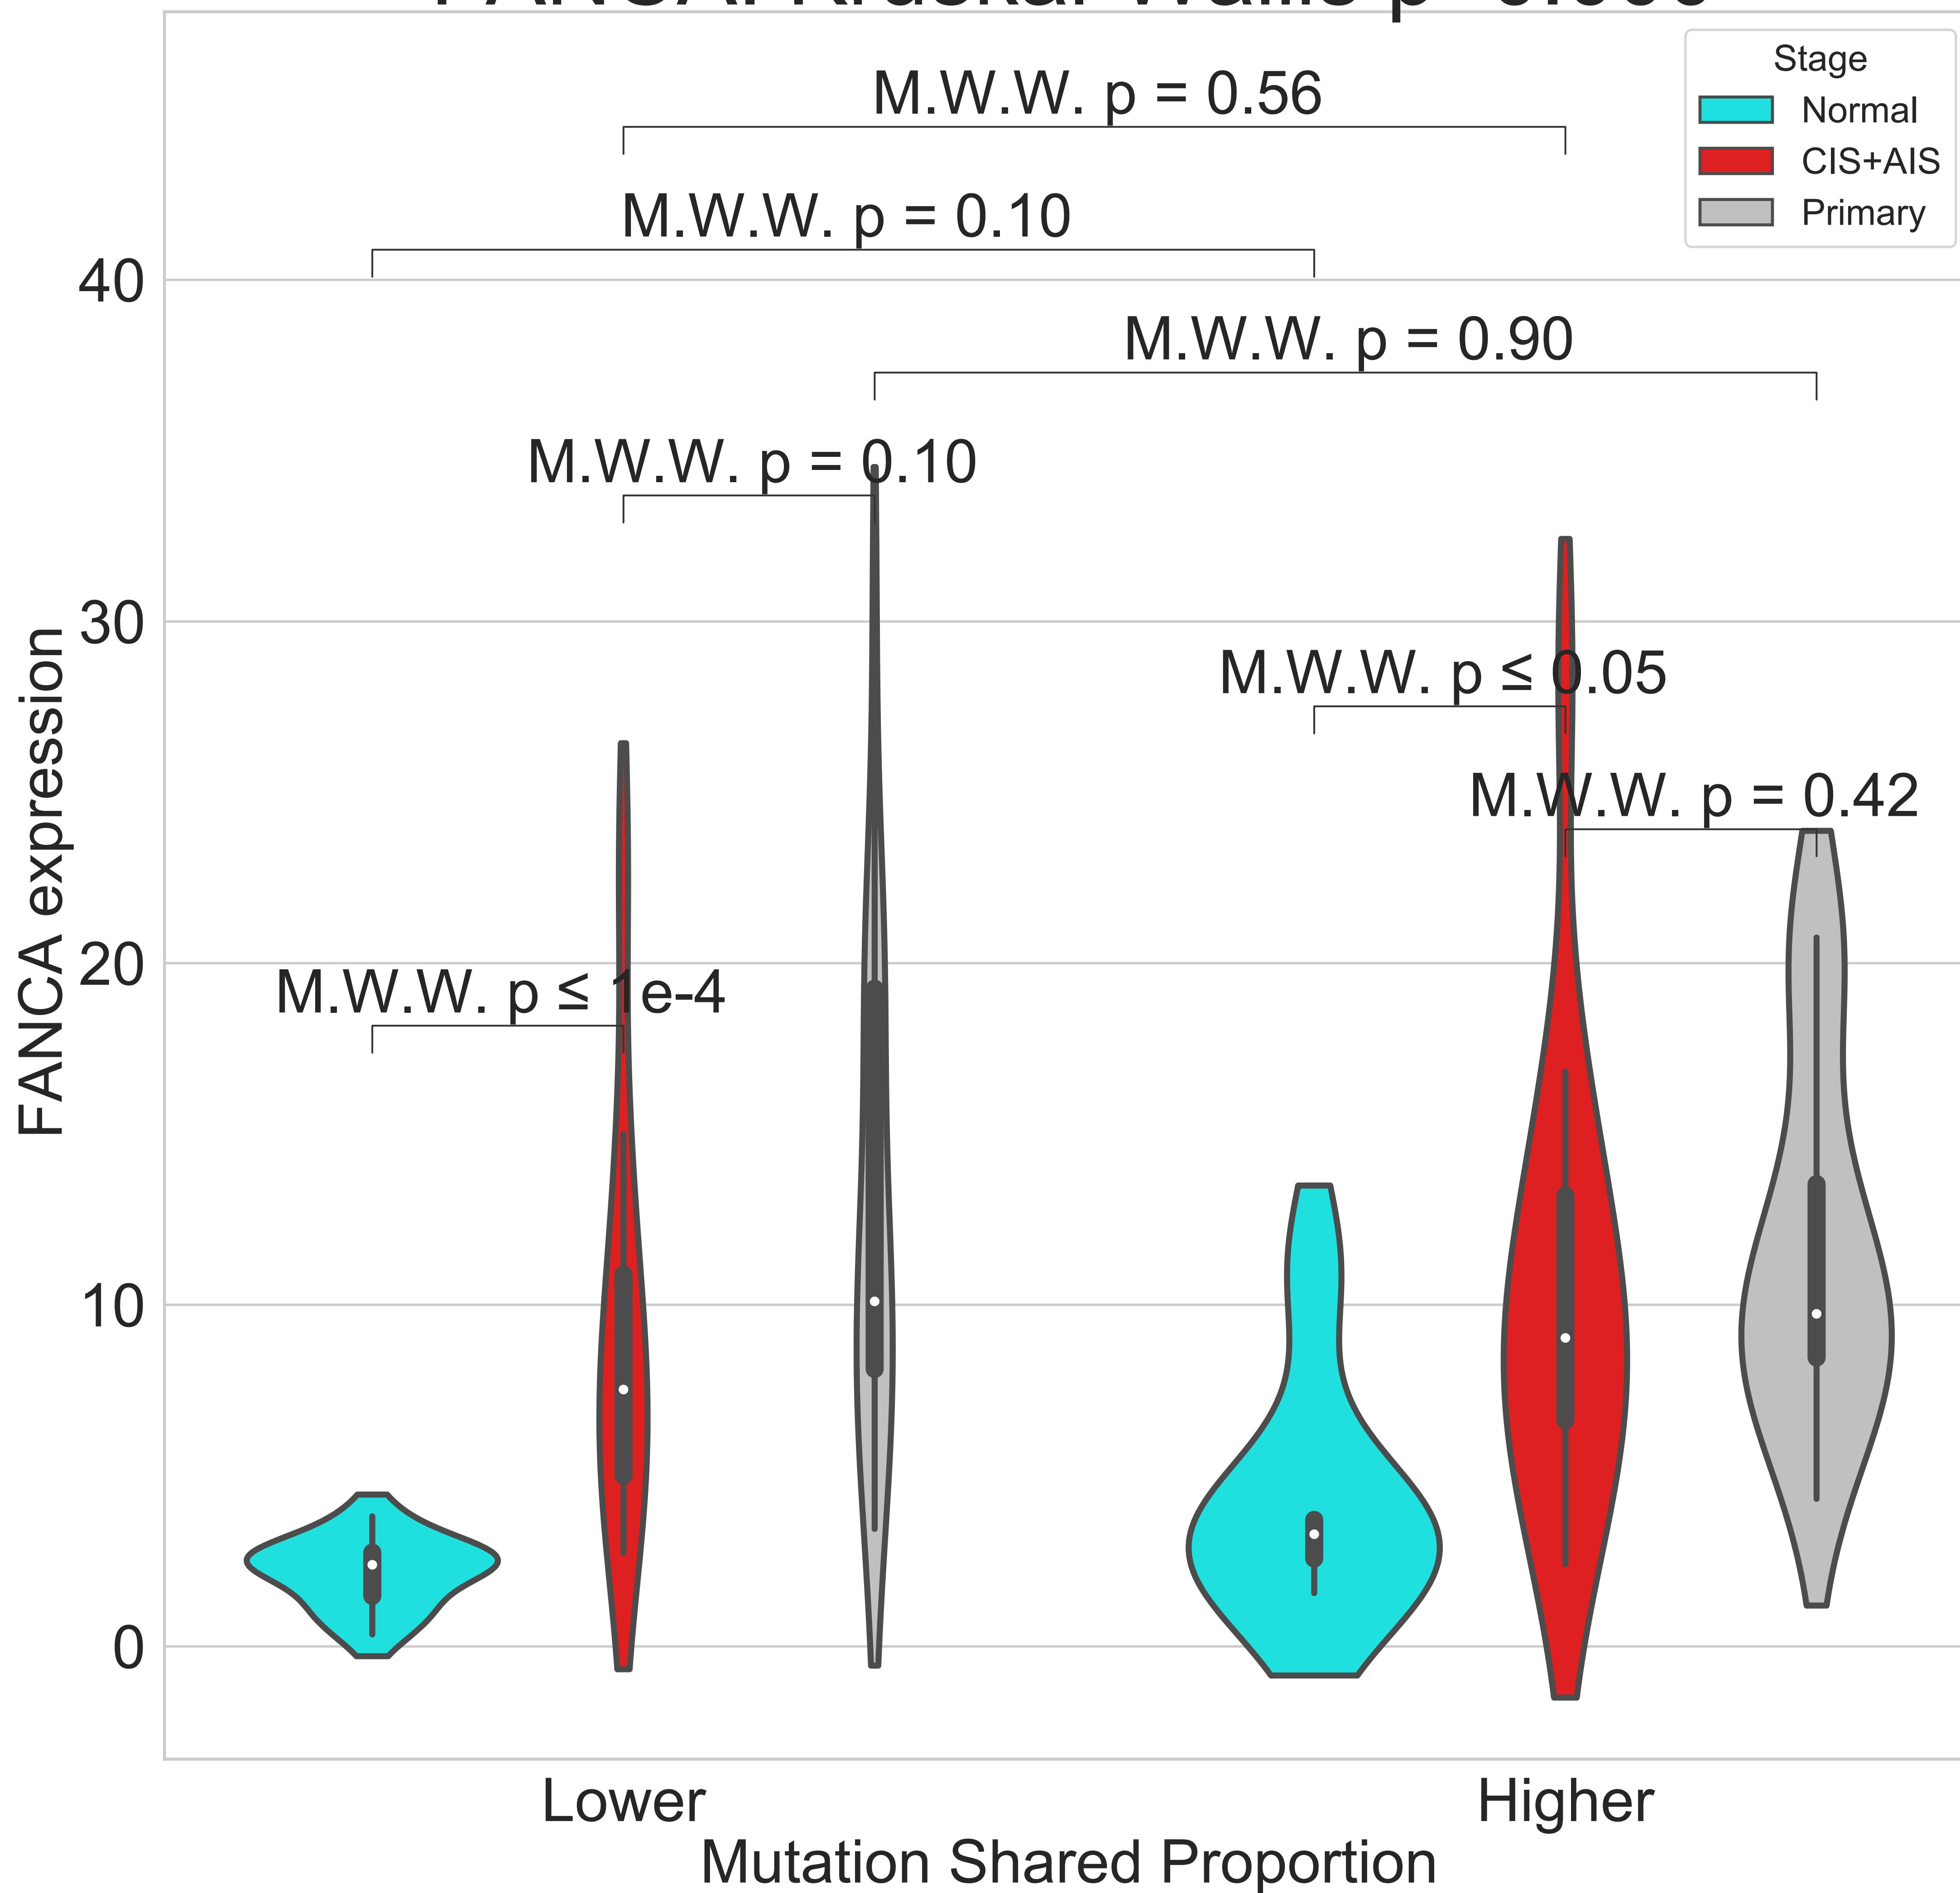 Stage
Normal
CIS+AIS
Primary
M.W.W. p = 0.56
M.W.W. p = 0.10
M.W.W. p = 0.90
M.W.W. p = 0.10
M.W.W. p ≤ 0.05
M.W.W. p = 0.42
M.W.W. p ≤ 1e-4
40
30
20
10
0
FANCA expression
Lower
Higher
Mutation Shared Proportion